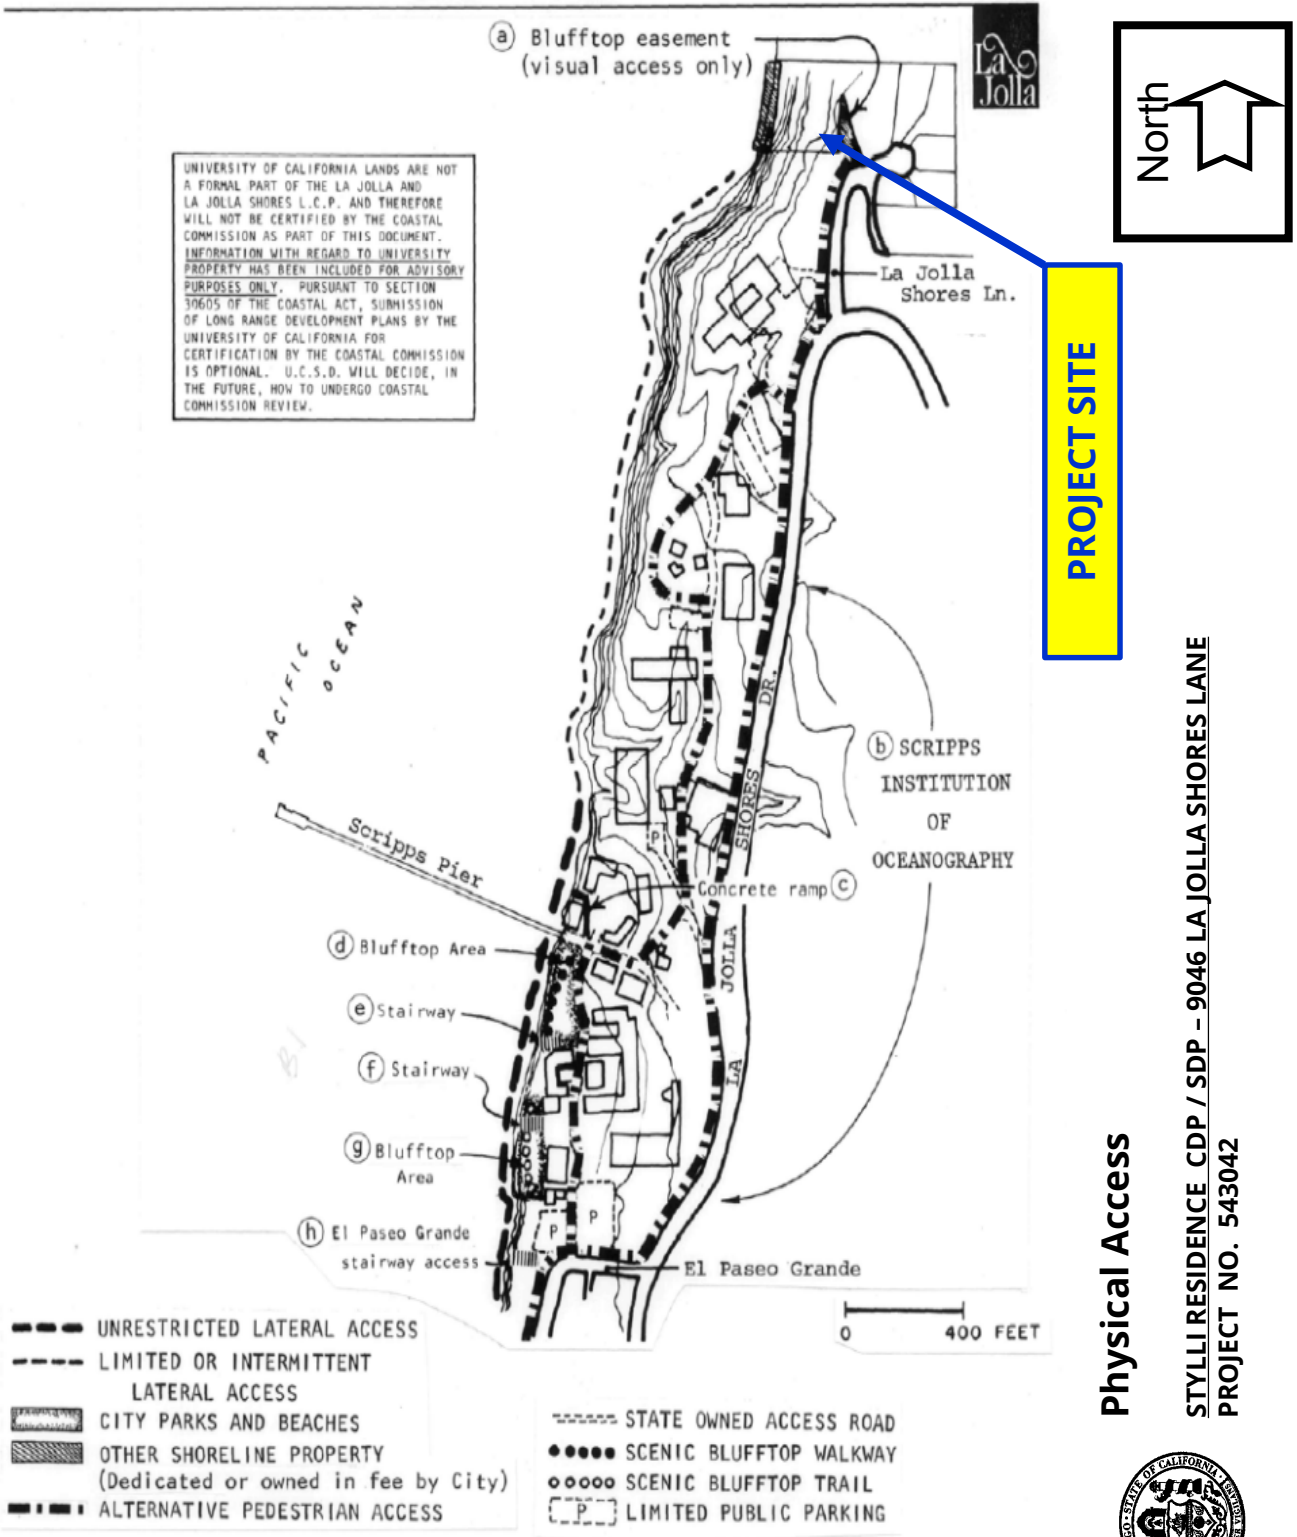 ⓐ Blufftop easement
(visual access only)
La
Jolla
North
UNIVERSITY OF CALIFORNIA LANDS ARE NOT
A FORMAL PART OF THE LA JOLLA AND
LA JOLLA SHORES L.C.P. AND THEREFORE
WILL NOT BE CERTIFIED BY THE COASTAL
COMMISSION AS PART OF THIS DOCUMENT.
INFORMATION WITH REGARD TO UNIVERSITY
PROPERTY HAS BEEN INCLUDED FOR ADVISORY
PURPOSES ONLY. PURSUANT TO SECTION
30605 OF THE COASTAL ACT, SUBMISSION
OF LONG RANGE DEVELOPMENT PLANS BY THE
UNIVERSITY OF CALIFORNIA FOR
CERTIFICATION BY THE COASTAL COMMISSION
IS OPTIONAL. U.C.S.D. WILL DECIDE, IN
THE FUTURE, HOW TO UNDERGO COASTAL
COMMISSION REVIEW.
La Jolla
Shores Ln.
PROJECT SITE
PACIFIC
OCEAN
DR.
SHORES
JOLLA
LA
ⓑ SCRIPPS
INSTITUTION
OF
OCEANOGRAPHY
Scripps Pier
P
Concrete ramp ⓒ
ⓓ Blufftop Area
ⓔ Stairway
B1
ⓕ Stairway
ⓖ Blufftop
Area
P
P
ⓗ El Paseo Grande
stairway access
El Paseo Grande
0 400 FEET
UNRESTRICTED LATERAL ACCESS
LIMITED OR INTERMITTENT
LATERAL ACCESS
CITY PARKS AND BEACHES
OTHER SHORELINE PROPERTY
(Dedicated or owned in fee by City)
ALTERNATIVE PEDESTRIAN ACCESS
STATE OWNED ACCESS ROAD
SCENIC BLUFFTOP WALKWAY
SCENIC BLUFFTOP TRAIL
P LIMITED PUBLIC PARKING
Physical Access
STYLLI RESIDENCE CDP / SDP – 9046 LA JOLLA SHORES LANE
PROJECT NO. 543042
STATE OF CALIFORNIA